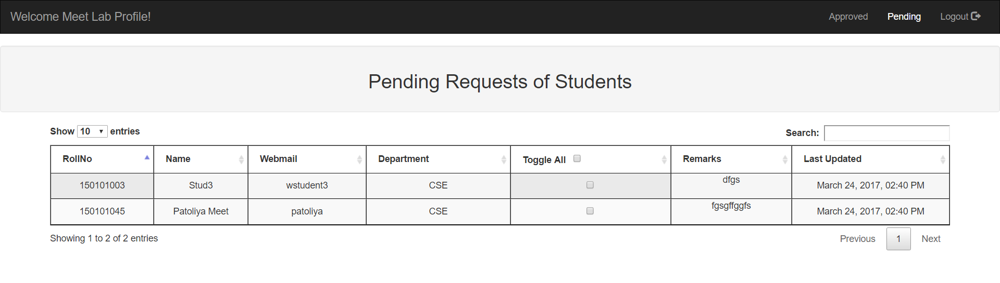 Welcome Meet Lab Profile! Approved Pending Logout
Pending Requests of Students
Show 10 entries Search:
RollNo Name Webmail Department Toggle All Remarks Last Updated
150101003 Stud3 wstudent3 CSE dfgs March 24, 2017, 02:40 PM
150101045 Patoliya Meet patoliya CSE fgsgffggfs March 24, 2017, 02:40 PM
Showing 1 to 2 of 2 entries Previous 1 Next